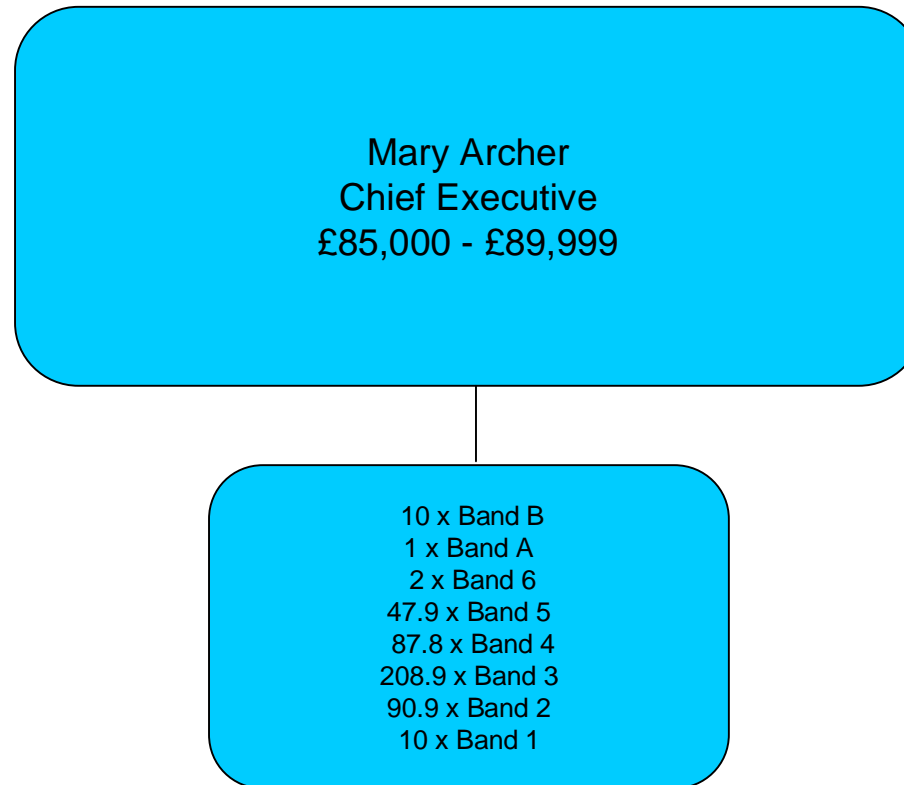 Mary Archer
Chief Executive
£85,000 - £89,999
10 x Band B
1 x Band A
2 x Band 6
47.9 x Band 5
87.8 x Band 4
208.9 x Band 3
90.9 x Band 2
10 x Band 1